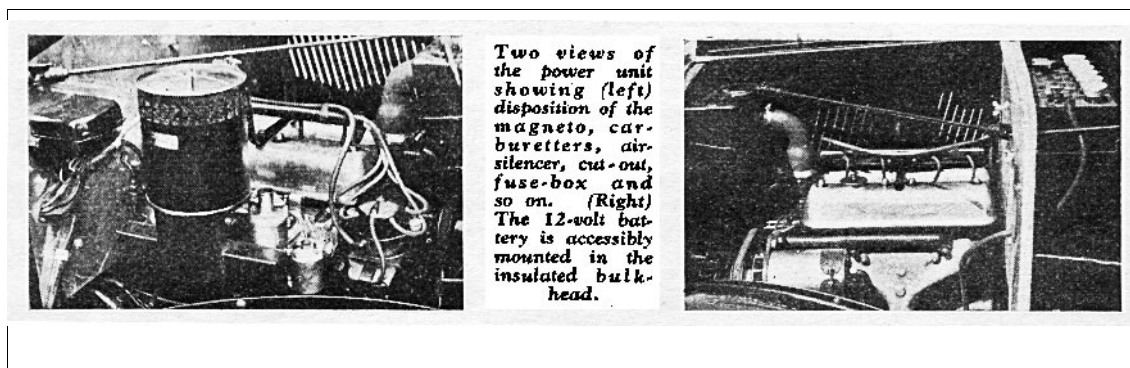 Two views of
the power unit
showing (left)
disposition of the
magneto, car-
buretters, air-
silencer, cut-out,
fuse-box and
so on. (Right)
The 12-volt bat-
tery is accessibly
mounted in the
insulated bulk-
head.